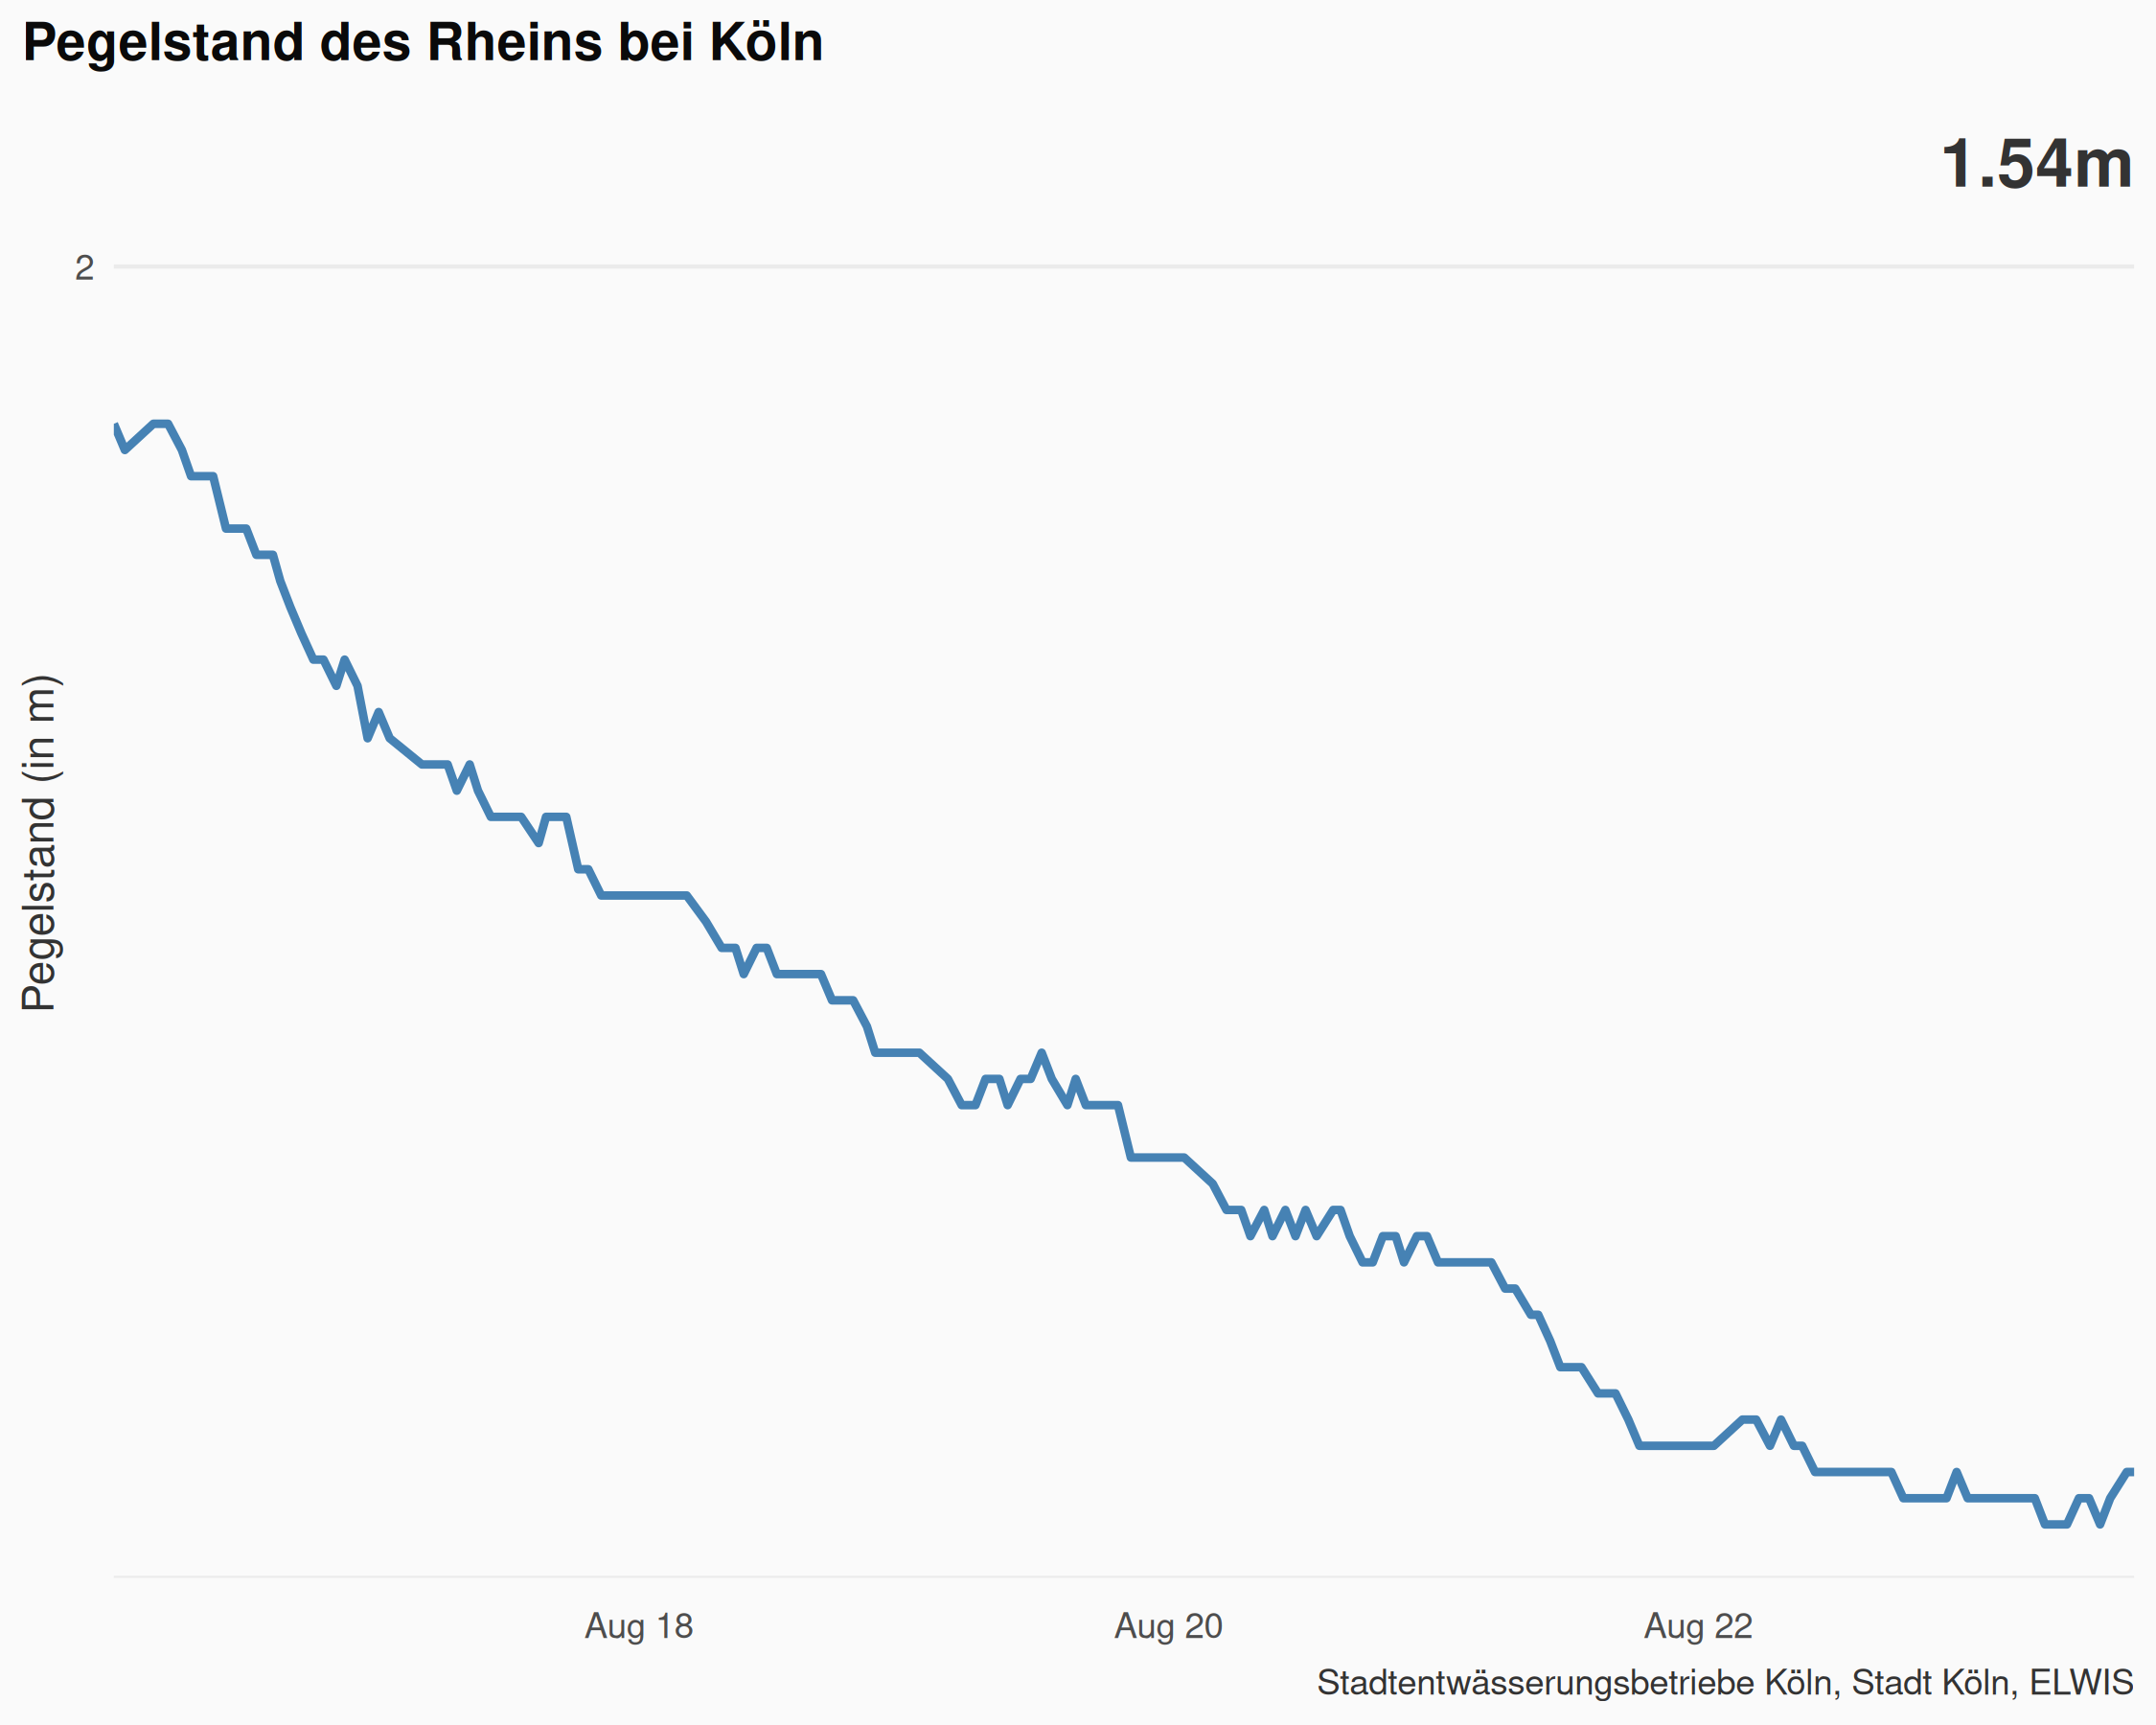 Pegelstand des Rheins bei Köln
1.54m
2
Pegelstand (in m)
Aug 18
Aug 20
Aug 22
Stadtentwässerungsbetriebe Köln, Stadt Köln, ELWIS